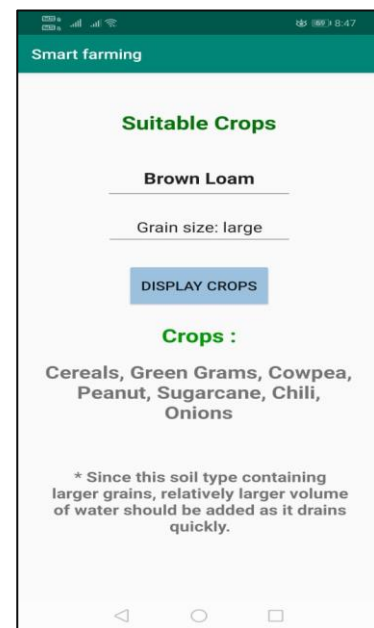 8:47
Smart farming
Suitable Crops
Brown Loam
Grain size: large
DISPLAY CROPS
Crops :
Cereals, Green Grams, Cowpea,
Peanut, Sugarcane, Chili,
Onions
* Since this soil type containing
larger grains, relatively larger volume
of water should be added as it drains
quickly.